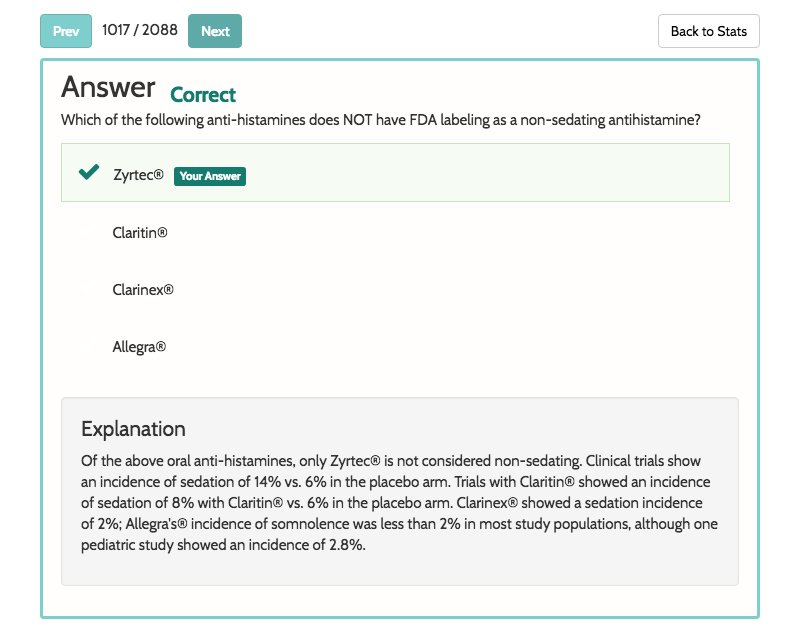 Prev 1017 / 2088 Next Back to Stats
Answer Correct
Which of the following anti-histamines does NOT have FDA labeling as a non-sedating antihistamine?
Zyrtec® Your Answer
Claritin®
Clarinex®
Allegra®
Explanation
Of the above oral anti-histamines, only Zyrtec® is not considered non-sedating. Clinical trials show
an incidence of sedation of 14% vs. 6% in the placebo arm. Trials with Claritin® showed an incidence
of sedation of 8% with Claritin® vs. 6% in the placebo arm. Clarinex® showed a sedation incidence
of 2%; Allegra's® incidence of somnolence was less than 2% in most study populations, although one
pediatric study showed an incidence of 2.8%.